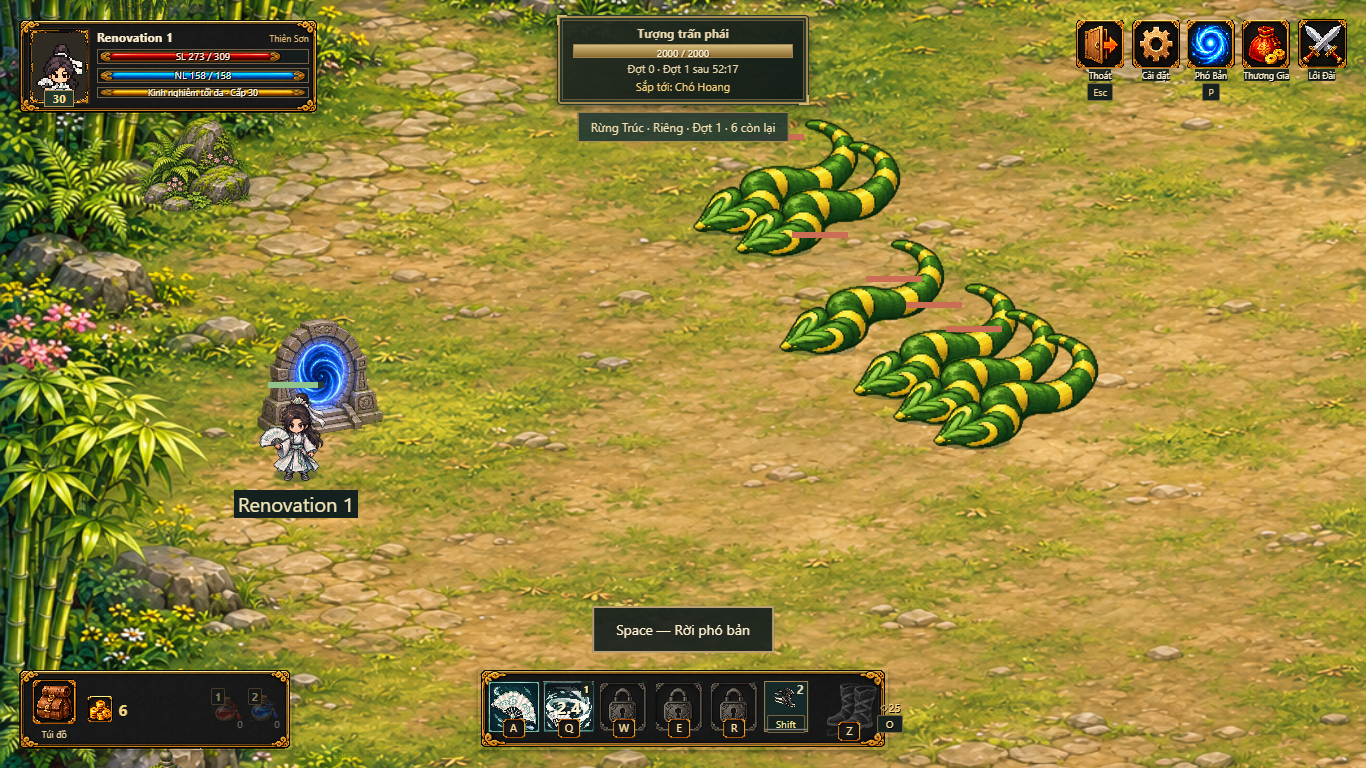 Renovation 1
Thiên Sơn
SL 273 / 309
NL 158 / 158
Kinh nghiệm tối đa · Cấp 30
30
Tượng trấn phái
2000 / 2000
Đợt 0 · Đợt 1 sau 52:17
Sắp tới: Chó Hoang
Rừng Trúc · Riêng · Đợt 1 · 6 còn lại
Thoát
Cài đặt
Phó Bản
Thương Gia
Lôi Đài
Esc
P
Renovation 1
Space — Rời phó bản
Túi đồ
6
1
0
2
0
A
1
2.4
Q
W
E
R
2
Shift
Z
25
O